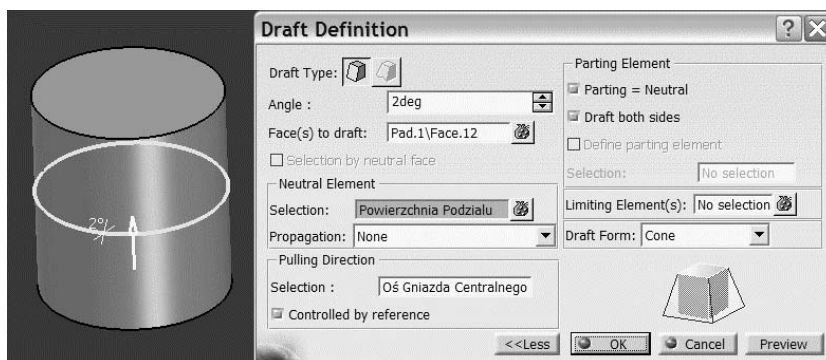 Draft Definition
? X
Draft Type:
Angle :
2deg
Face(s) to draft:
Pad.1\Face.12
Selection by neutral face
Neutral Element
Selection:
Powierzchnia Podzialu
Propagation:
None
Pulling Direction
Selection :
Oś Gniazda Centralnego
Controlled by reference
Parting Element
Parting = Neutral
Draft both sides
Define parting element
Selection:
No selection
Limiting Element(s):
No selection
Draft Form:
Cone
<<Less
OK
Cancel
Preview
2°